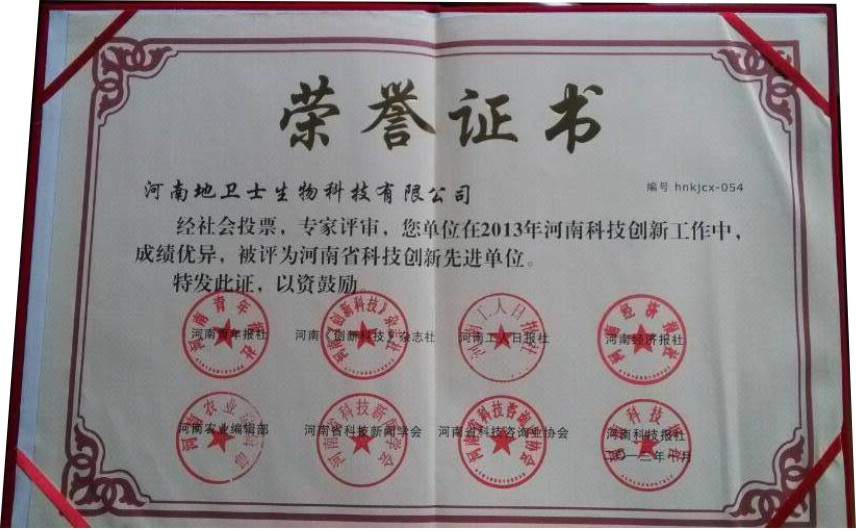 荣誉证书
河南地卫士生物科技有限公司
编号 hnkjcx-054
经社会投票，专家评审，您单位在2013年河南科技创新工作中，
成绩优异，被评为河南省科技创新先进单位。
特发此证，以资鼓励。
河南青年报社 河南《创新科技》杂志社 河南工人日报社 河南经济报社
河南农业编辑部 河南省科技新闻学会 河南省科技咨询业协会 河南科技报社